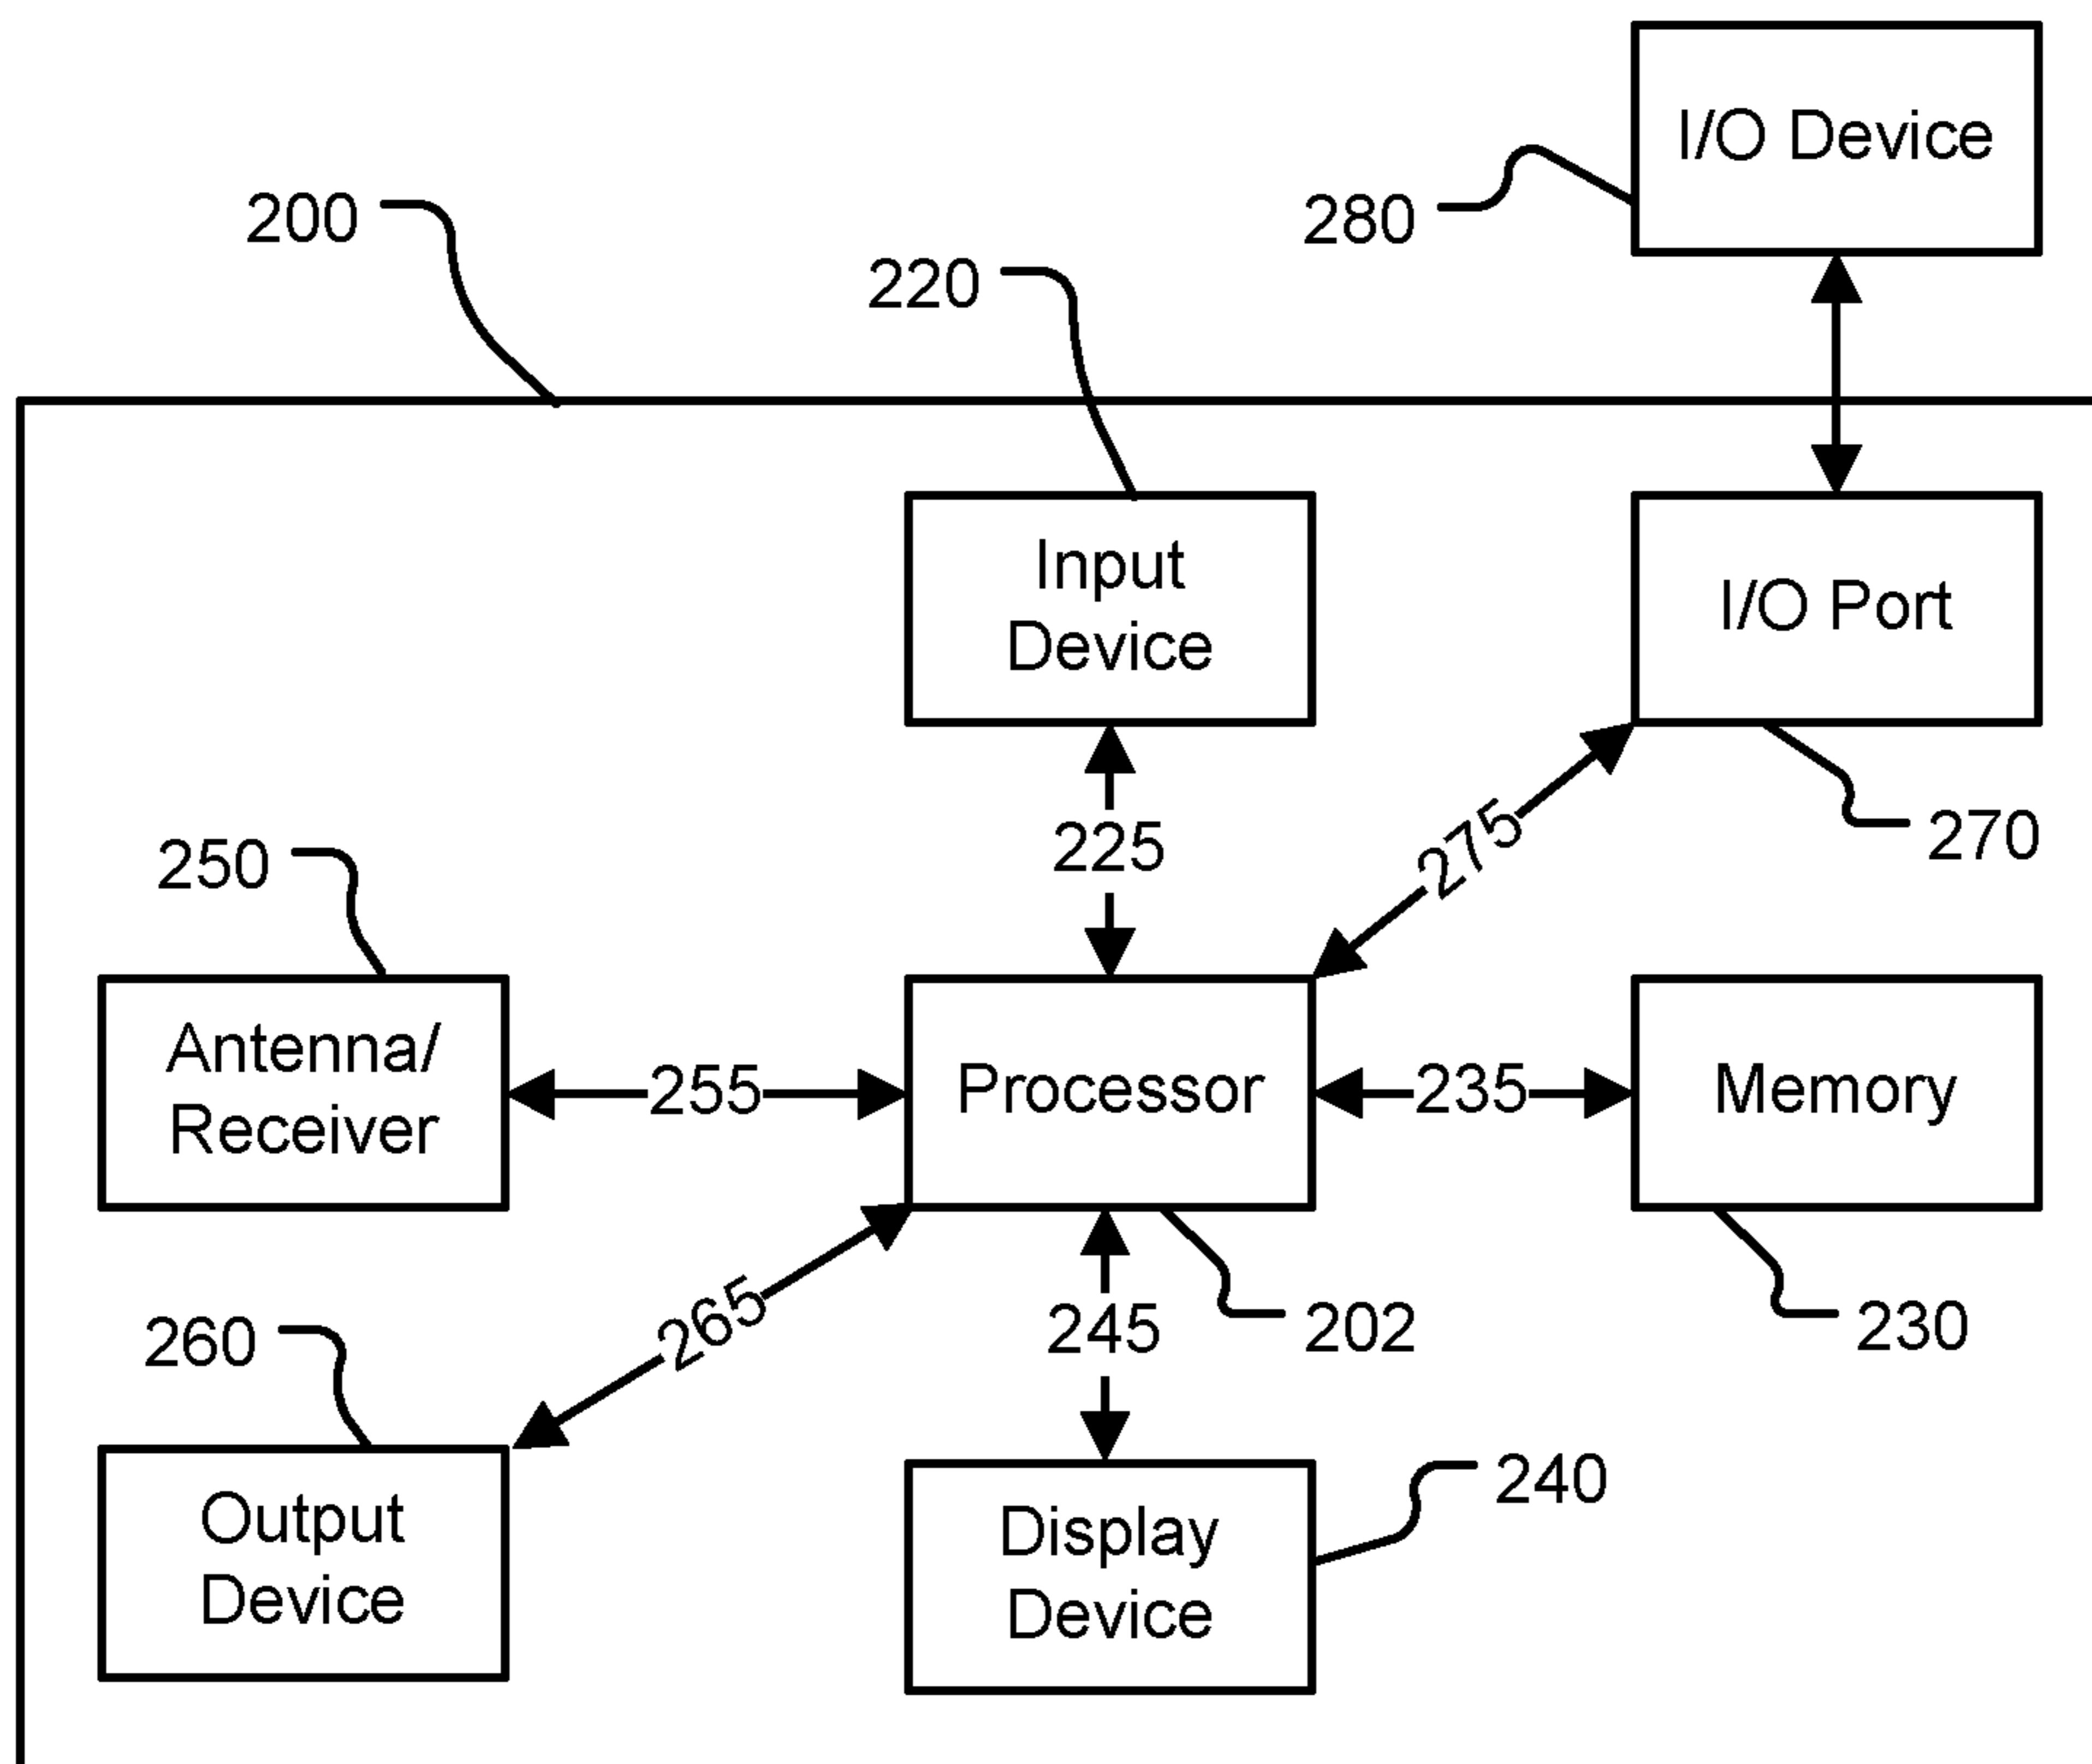 I/O Device
200
280
220
Input
Device
I/O Port
225
275
270
250
Antenna/
Receiver
255
Processor
235
Memory
265
245
202
230
260
Output
Device
240
Display
Device